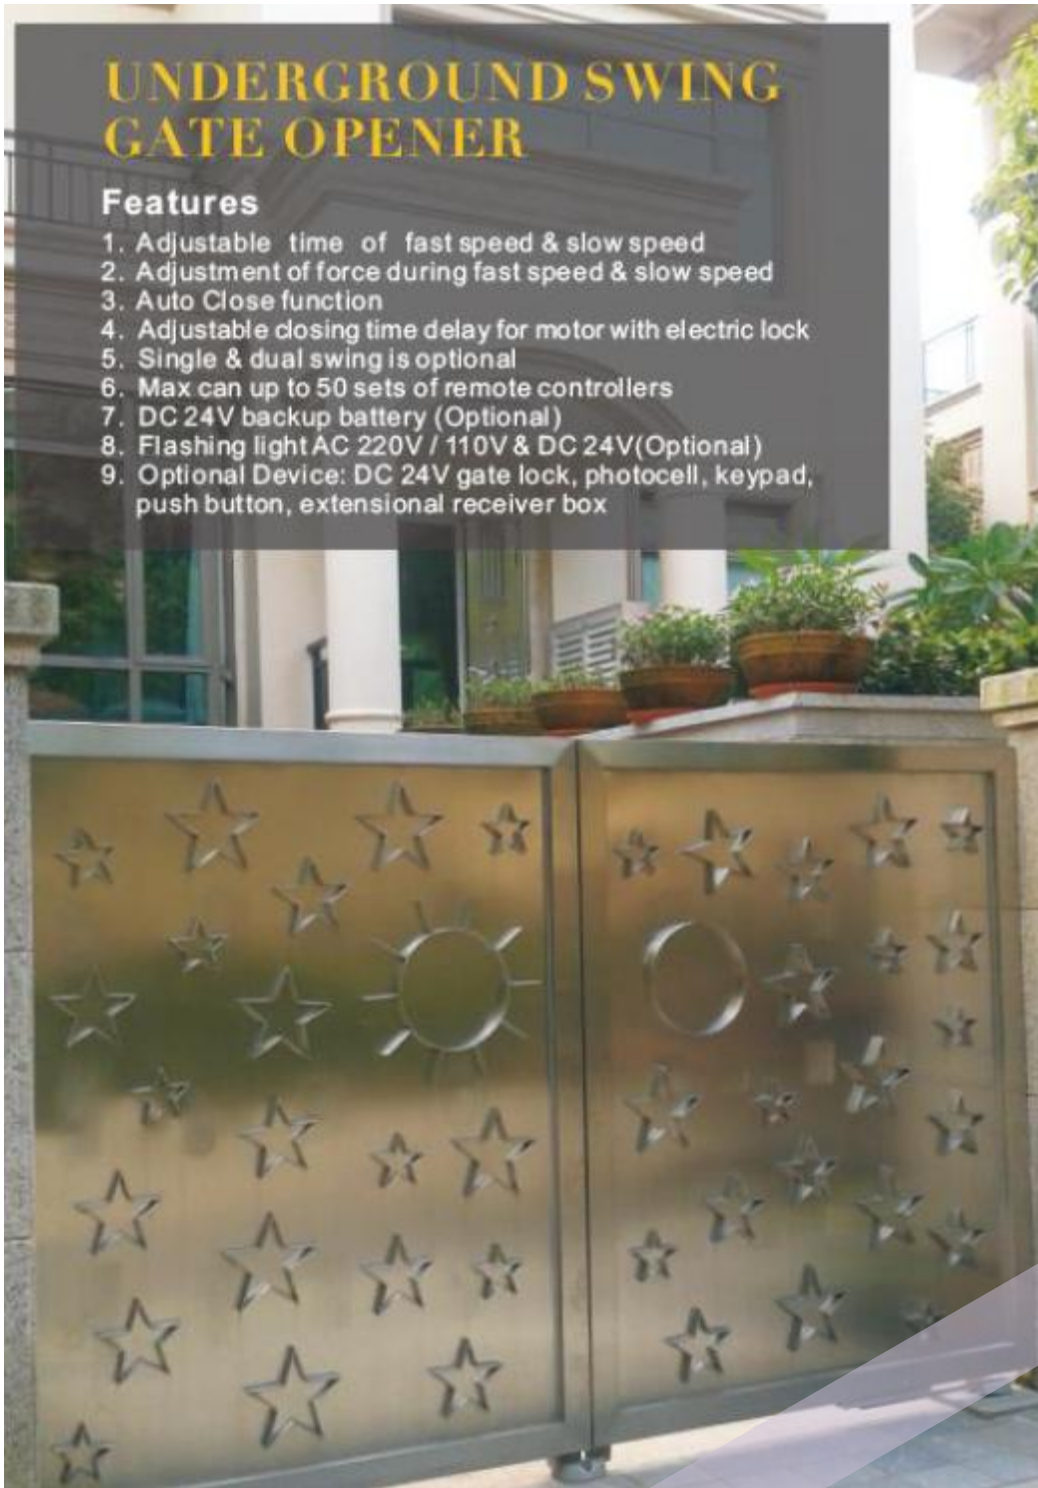 UNDERGROUND SWING
GATE OPENER
Features
1. Adjustable time of fast speed & slow speed
2. Adjustment of force during fast speed & slow speed
3. Auto Close function
4. Adjustable closing time delay for motor with electric lock
5. Single & dual swing is optional
6. Max can up to 50 sets of remote controllers
7. DC 24V backup battery (Optional)
8. Flashing light AC 220V / 110V & DC 24V(Optional)
9. Optional Device: DC 24V gate lock, photocell, keypad,
push button, extensional receiver box